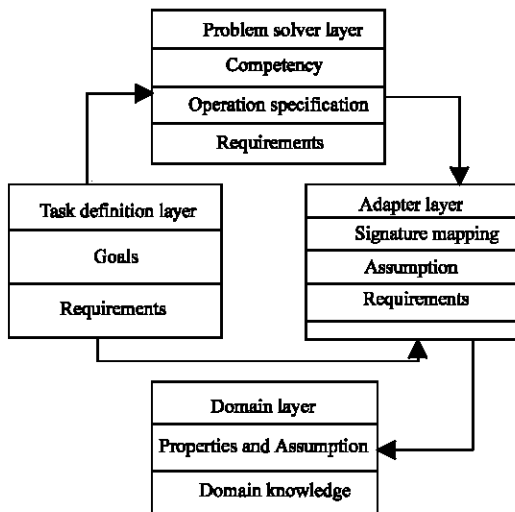 Problem solver layer
Competency
Operation specification
Requirements
Task definition layer
Goals
Requirements
Adapter layer
Signature mapping
Assumption
Requirements
Domain layer
Properties and Assumption
Domain knowledge